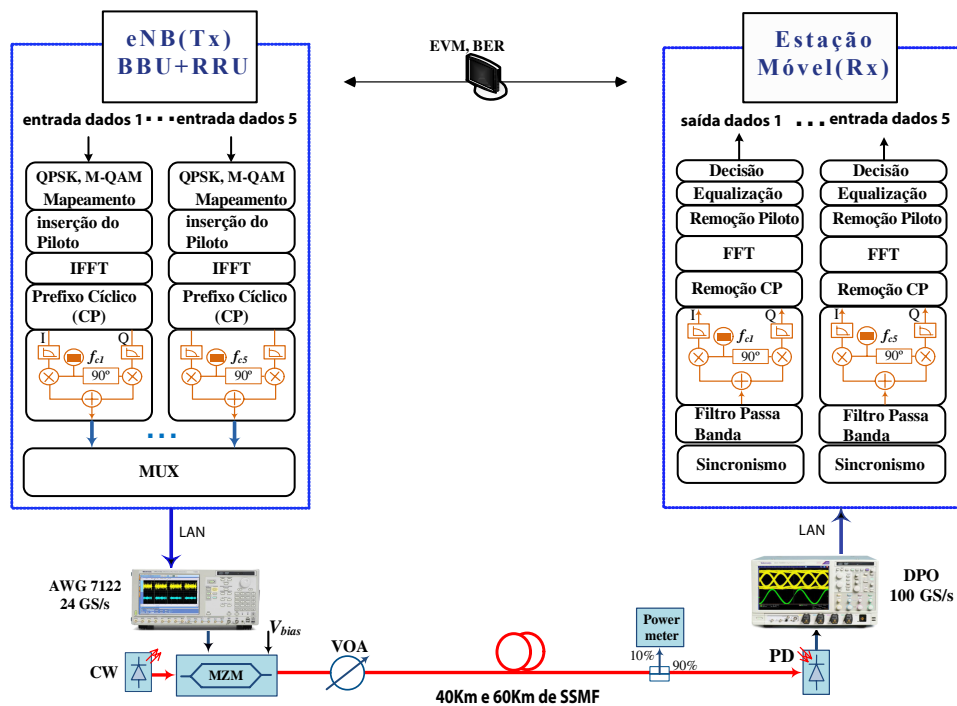 eNB(Tx)
BBU+RRU
EVM, BER
Estação
Móvel(Rx)
entrada dados 1 ... entrada dados 5
QPSK, M-QAM
Mapeamento
inserção do
Piloto
IFFT
Prefixo Cíclico
(CP)
I
Q
fc1
90º
QPSK, M-QAM
Mapeamento
inserção do
Piloto
IFFT
Prefixo Cíclico
(CP)
fc5
90º
...
MUX
LAN
saída dados 1 ... entrada dados 5
Decisão
Equalização
Remoção Piloto
FFT
Remoção CP
I
Q
fc1
90º
Filtro Passa
Banda
Sincronismo
Decisão
Equalização
Remoção Piloto
FFT
Remoção CP
I
Q
fc5
90º
Filtro Passa
Banda
Sincronismo
LAN
AWG 7122
24 GS/s
DPO
100 GS/s
Vbias
CW
MZM
VOA
Power
meter
10%
90%
PD
40Km e 60Km de SSMF